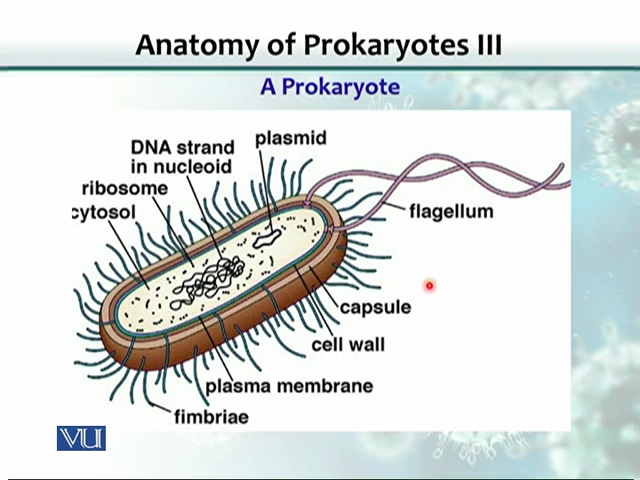 Anatomy of Prokaryotes III
A Prokaryote
plasmid
DNA strand
in nucleoid
ribosome
cytosol
flagellum
capsule
cell wall
plasma membrane
fimbriae
VU